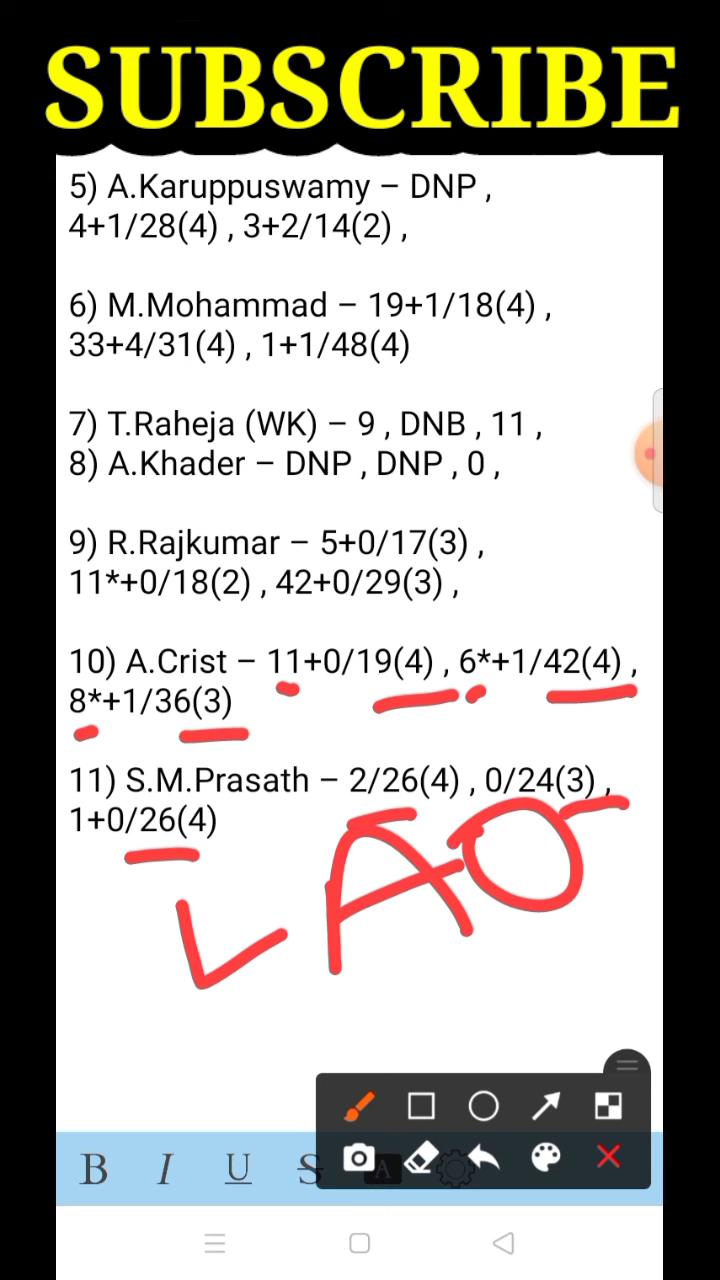 SUBSCRIBE
5) A.Karuppuswamy – DNP ,
4+1/28(4) , 3+2/14(2) ,
6) M.Mohammad – 19+1/18(4) ,
33+4/31(4) , 1+1/48(4)
7) T.Raheja (WK) – 9 , DNB , 11 ,
8) A.Khader – DNP , DNP , 0 ,
9) R.Rajkumar – 5+0/17(3) ,
11*+0/18(2) , 42+0/29(3) ,
10) A.Crist – 11+0/19(4) , 6*+1/42(4) ,
8*+1/36(3)
11) S.M.Prasath – 2/26(4) , 0/24(3) ,
1+0/26(4)
B I U S A